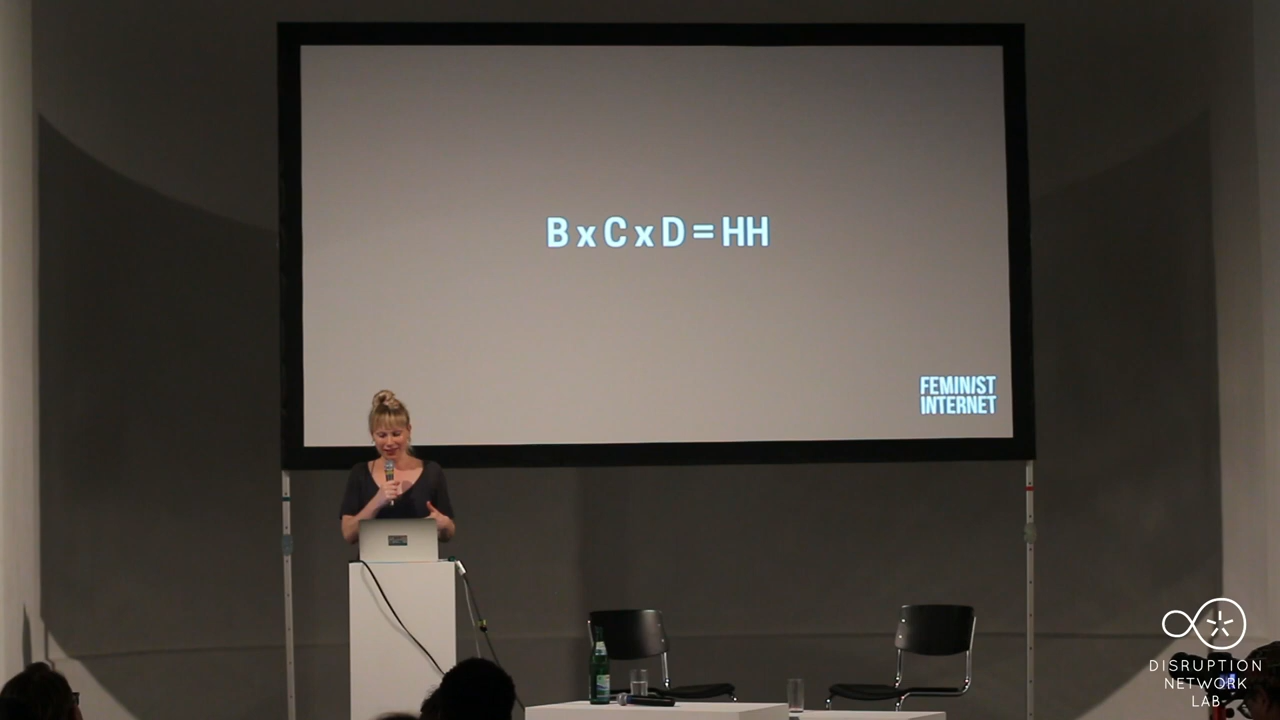 B x C x D = HH
FEMINIST
INTERNET
DISRUPTION
NETWORK
LAB